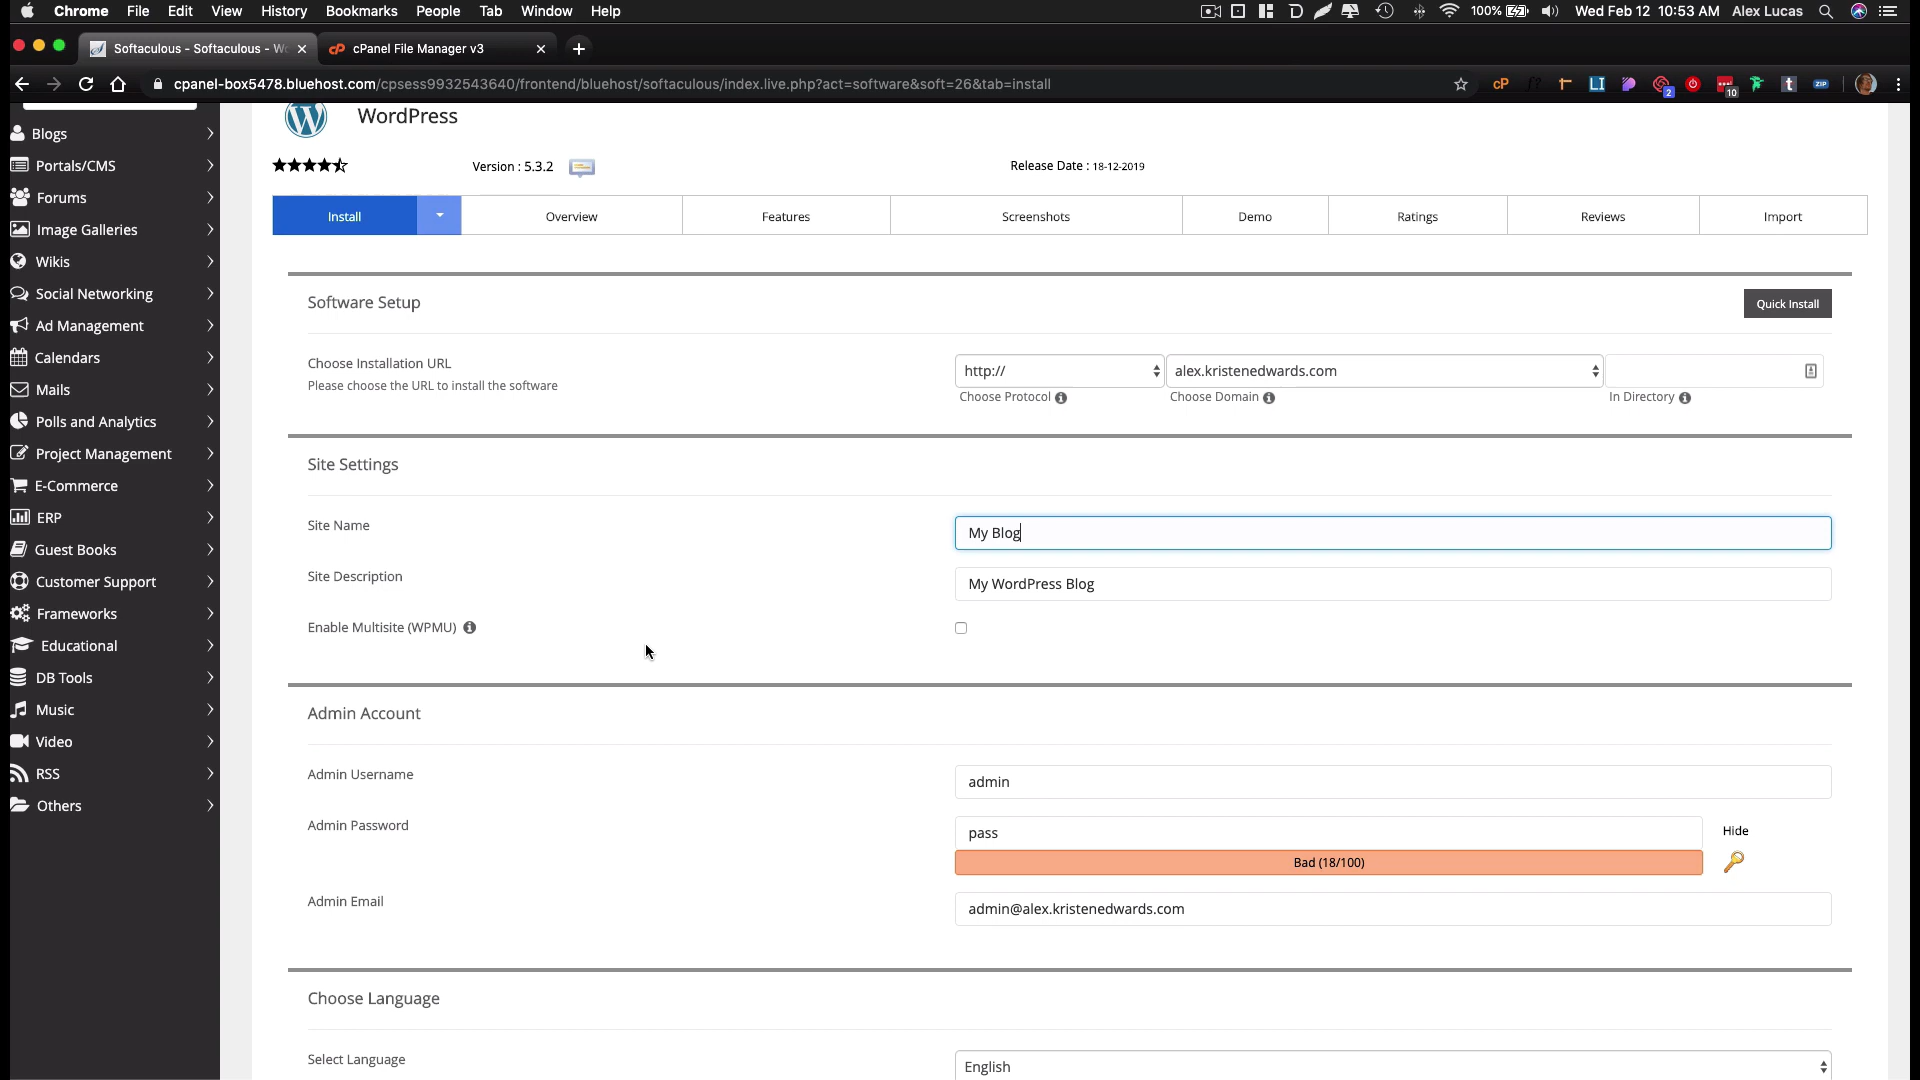 Chrome File Edit View History Bookmarks People Tab Window Help 100% Wed Feb 12 10:53 AM Alex Lucas
Softaculous - Softaculous - Wo cPanel File Manager v3
cpanel-box5478.bluehost.com/cpsess9932543640/frontend/bluehost/softaculous/index.live.php?act=software&soft=26&tab=install
Blogs
Portals/CMS
Forums
Image Galleries
Wikis
Social Networking
Ad Management
Calendars
Mails
Polls and Analytics
Project Management
E-Commerce
ERP
Guest Books
Customer Support
Frameworks
Educational
DB Tools
Music
Video
RSS
Others
WordPress
Version : 5.3.2
Release Date : 18-12-2019
Install Overview Features Screenshots Demo Ratings Reviews Import
Software Setup
Quick Install
Choose Installation URL
Please choose the URL to install the software
http:// alex.kristenedwards.com
Choose Protocol Choose Domain In Directory
Site Settings
Site Name My Blog
Site Description My WordPress Blog
Enable Multisite (WPMU)
Admin Account
Admin Username admin
Admin Password pass Hide
Bad (18/100)
Admin Email admin@alex.kristenedwards.com
Choose Language
Select Language English